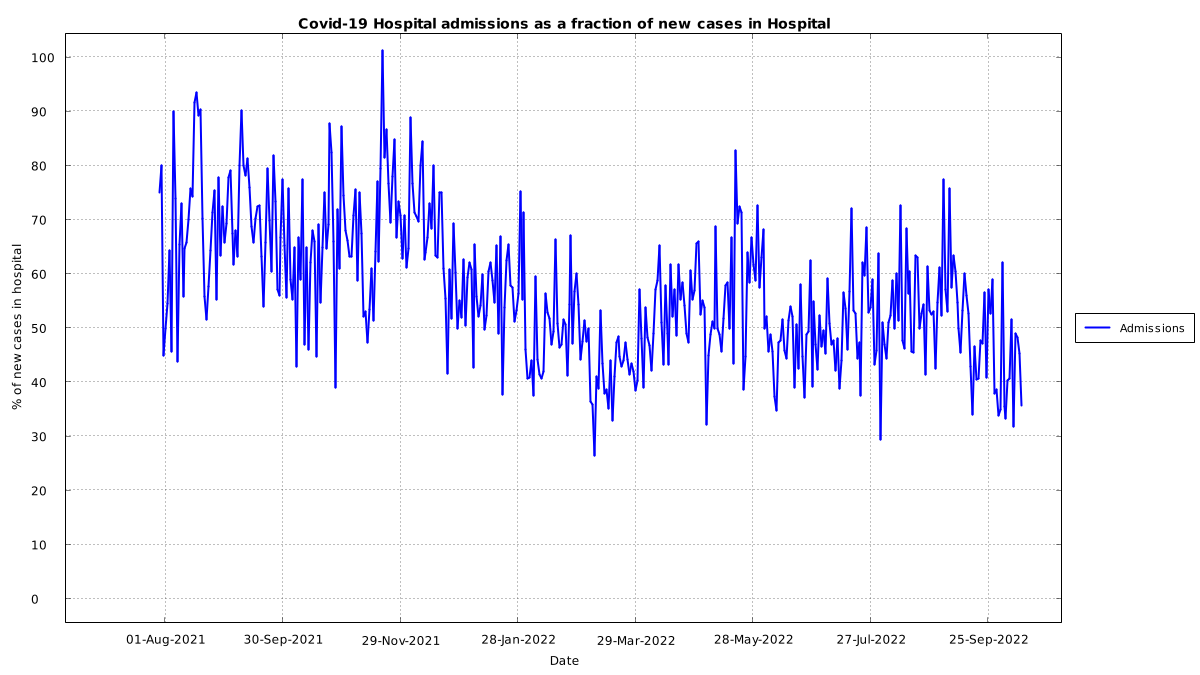 Covid-19 Hospital admissions as a fraction of new cases in Hospital
100
90
80
70
60
50
40
30
20
10
0
% of new cases in hospital
01-Aug-2021
30-Sep-2021
29-Nov-2021
28-Jan-2022
29-Mar-2022
28-May-2022
27-Jul-2022
25-Sep-2022
Date
Admissions